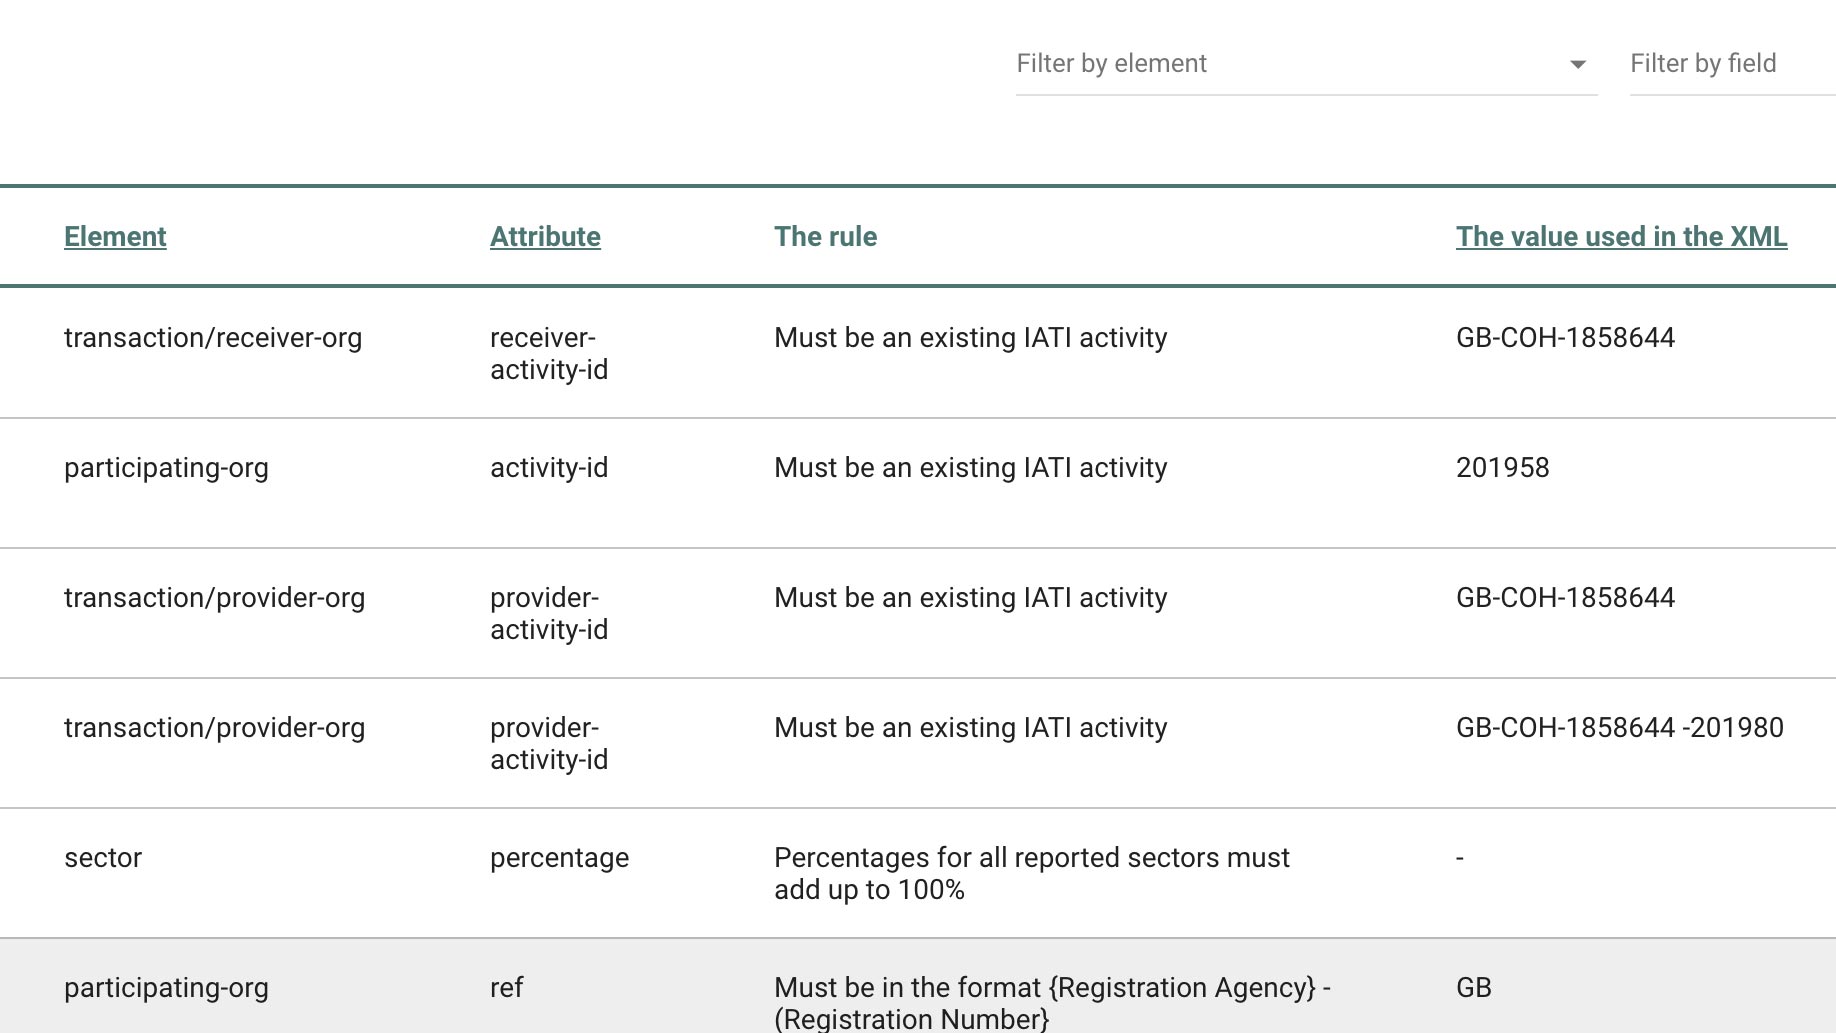 Filter by element Filter by field
Element Attribute The rule The value used in the XML
transaction/receiver-org receiver- Must be an existing IATI activity GB-COH-1858644
activity-id
participating-org activity-id Must be an existing IATI activity 201958
transaction/provider-org provider- Must be an existing IATI activity GB-COH-1858644
activity-id
transaction/provider-org provider- Must be an existing IATI activity GB-COH-1858644 -201980
activity-id
sector percentage Percentages for all reported sectors must -
add up to 100%
participating-org ref Must be in the format {Registration Agency} - GB
(Registration Number}